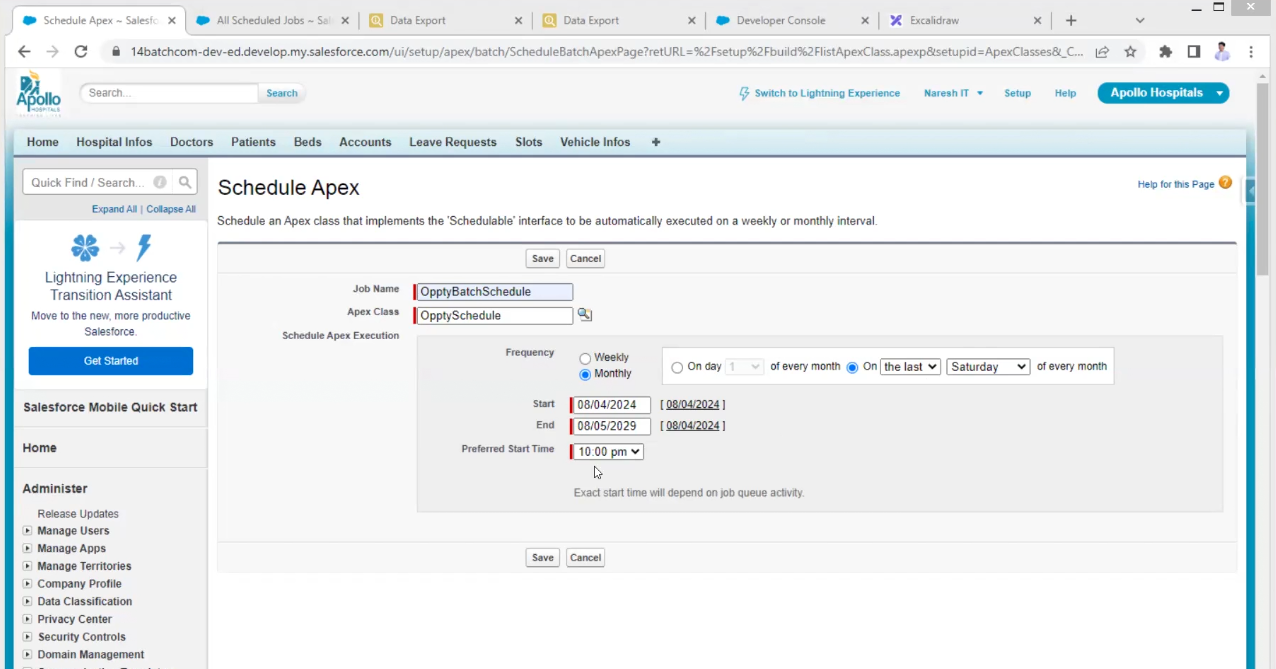 Schedule Apex ~ Salesfo
All Scheduled Jobs ~ Sal
Data Export
Data Export
Developer Console
Excalidraw
14batchcom-dev-ed.develop.my.salesforce.com/ui/setup/apex/batch/ScheduleBatchApexPage?retURL=%2Fsetup%2Fbuild%2FlistApexClass.apexp&setupid=ApexClasses&_C...
Apollo
HOSPITALS
Search...
Search
Switch to Lightning Experience
Naresh IT
Setup
Help
Apollo Hospitals
Home
Hospital Infos
Doctors
Patients
Beds
Accounts
Leave Requests
Slots
Vehicle Infos
Quick Find / Search...
Expand All | Collapse All
Lightning Experience
Transition Assistant
Move to the new, more productive
Salesforce.
Get Started
Salesforce Mobile Quick Start
Home
Administer
Release Updates
Manage Users
Manage Apps
Manage Territories
Company Profile
Data Classification
Privacy Center
Security Controls
Domain Management
Schedule Apex
Help for this Page
Schedule an Apex class that implements the 'Schedulable' interface to be automatically executed on a weekly or monthly interval.
Save Cancel
Job Name OpptyBatchSchedule
Apex Class OpptySchedule
Schedule Apex Execution
Frequency
Weekly
Monthly
On day 1 of every month On the last Saturday of every month
Start 08/04/2024 [ 08/04/2024 ]
End 08/05/2029 [ 08/04/2024 ]
Preferred Start Time 10:00 pm
Exact start time will depend on job queue activity.
Save Cancel